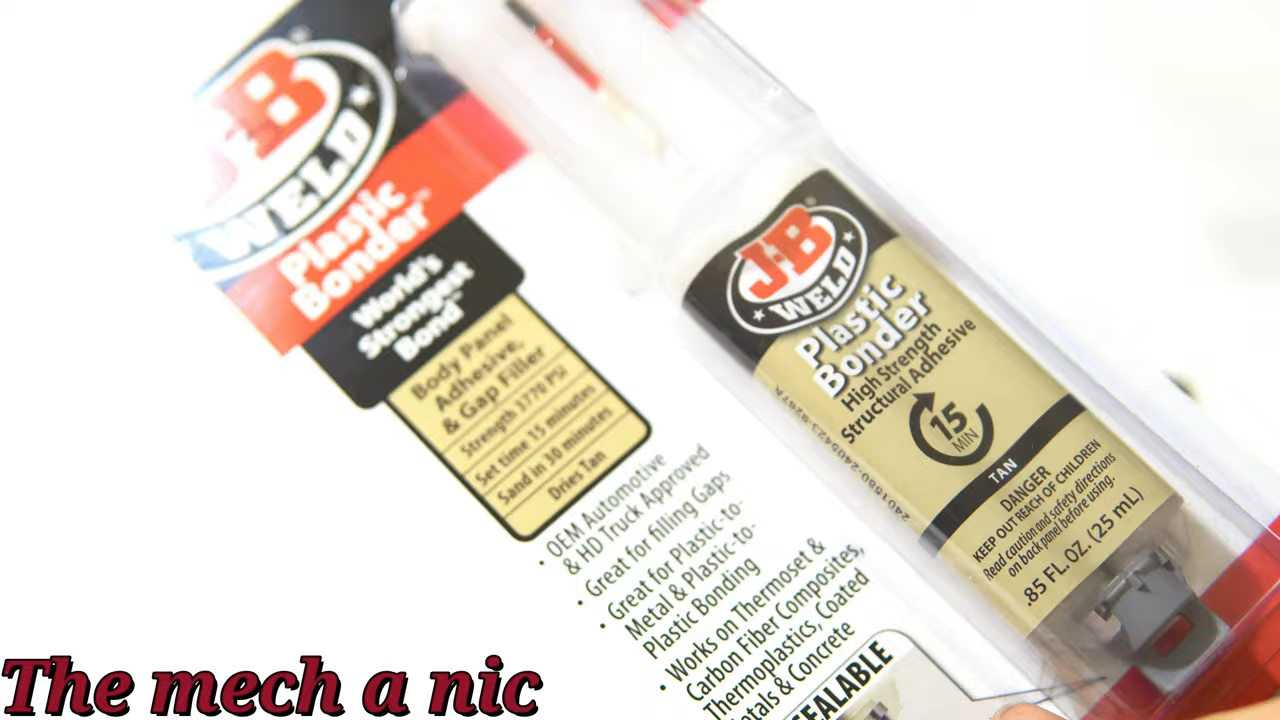 J-B
WELD
Plastic
Bonder™
World's
Strongest
Bond™
Body Panel
Adhesive,
& Gap Filler
Strength 3770 PSI
Set time 15 minutes
Sand in 30 minutes
Dries Tan
• OEM Automotive
& HD Truck Approved
• Great for filling Gaps
• Great for Plastic-to-
Metal & Plastic-to-
Plastic Bonding
• Works on Thermoset &
Carbon Fiber Composites,
Thermoplastics, Coated
& Concrete
J-B®
WELD
Plastic
Bonder
High Strength
Structural Adhesive
15
MIN
TAN
DANGER
KEEP OUT REACH OF CHILDREN
Read caution and safety directions
on back panel before using.
.85 FL. OZ. (25 mL)
The mech a nic